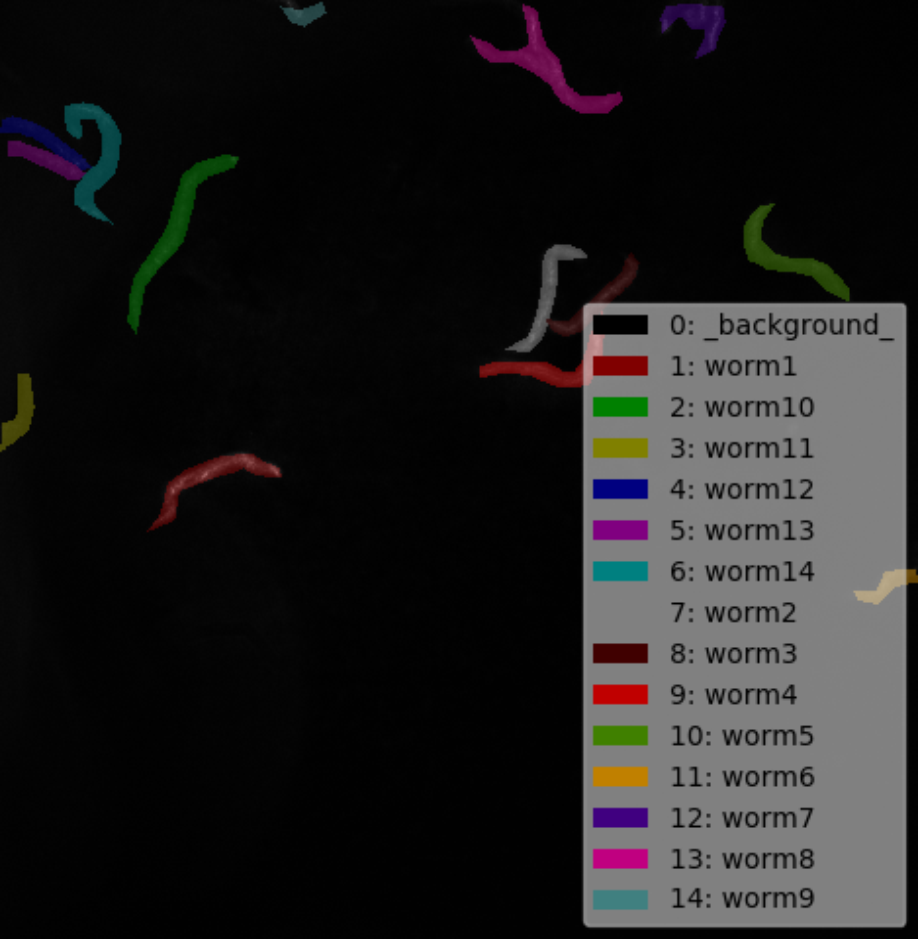 0: _background_
1: worm1
2: worm10
3: worm11
4: worm12
5: worm13
6: worm14
7: worm2
8: worm3
9: worm4
10: worm5
11: worm6
12: worm7
13: worm8
14: worm9